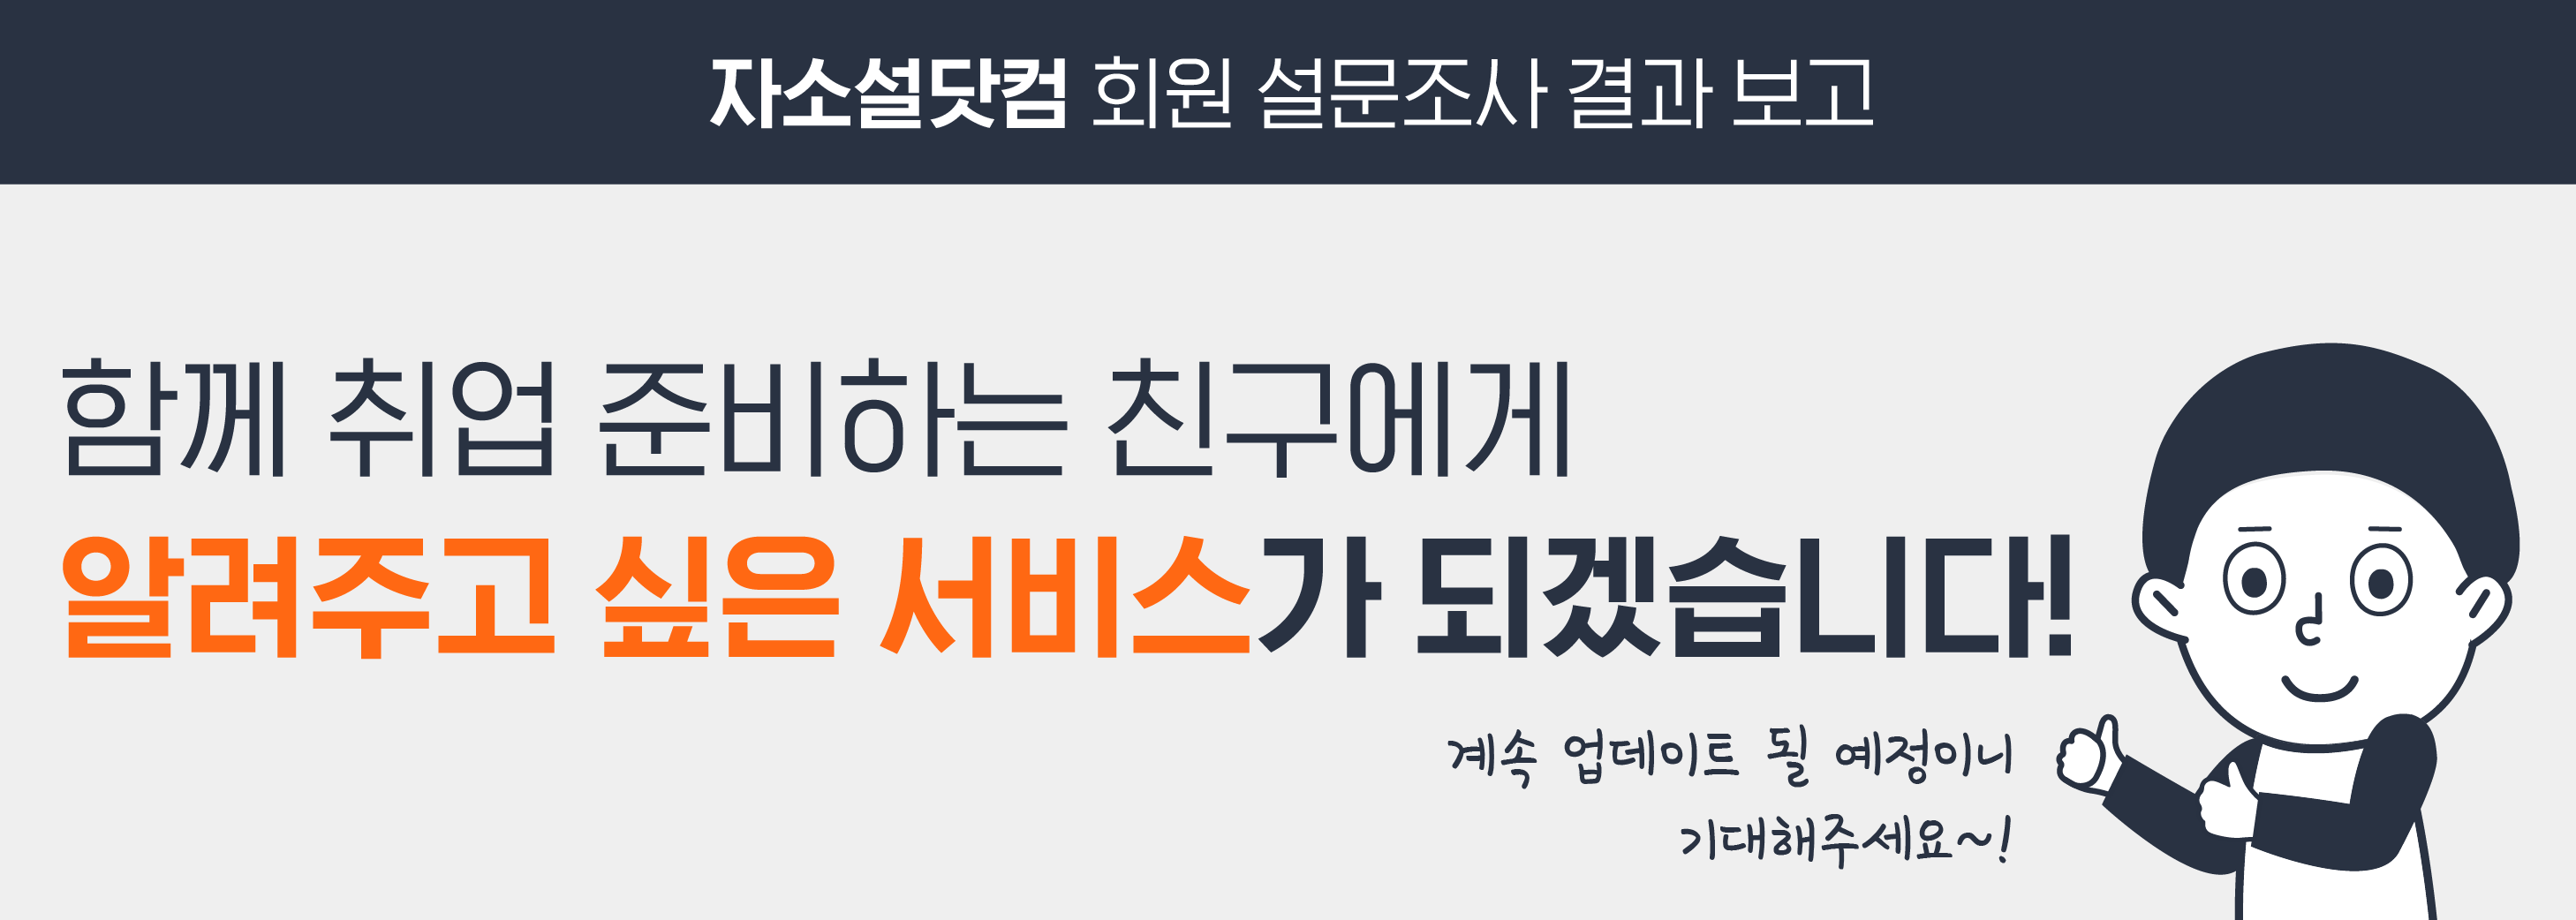 자소설닷컴 회원 설문조사 결과 보고
함께 취업 준비하는 친구에게
알려주고 싶은 서비스가 되겠습니다!
계속 업데이트 될 예정이니
기대해주세요~!